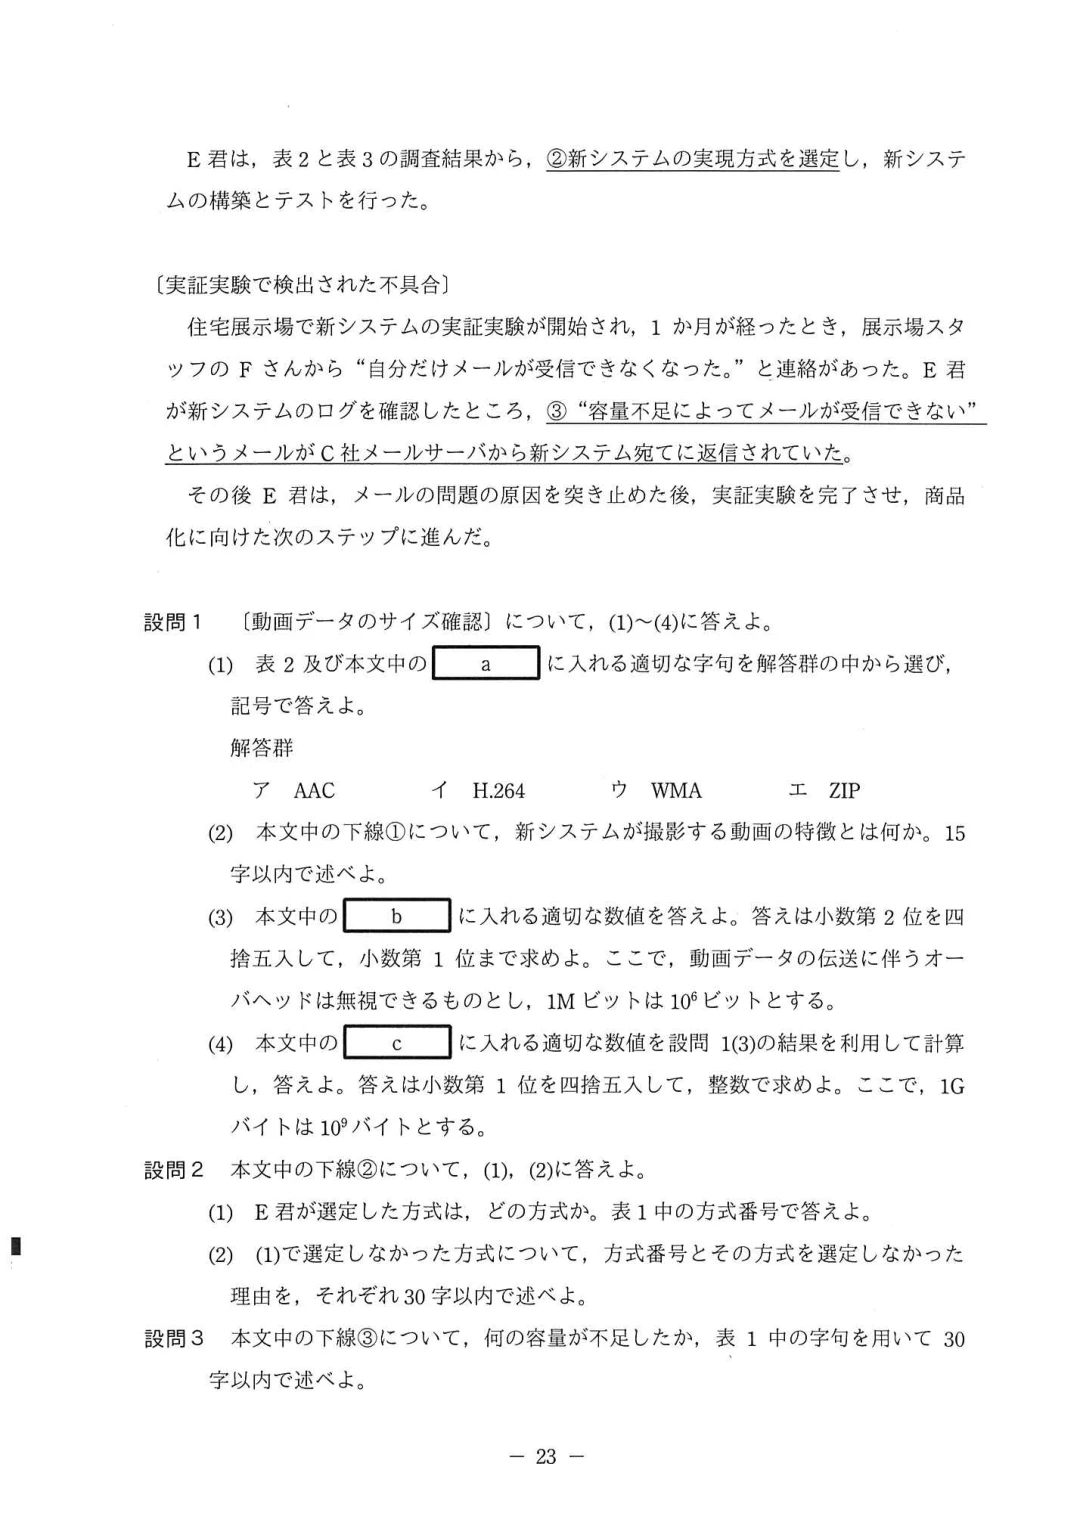 E 君は，表２と表３の調査結果から，②新システムの実現方式を選定し，新システ
ムの構築とテストを行った。
〔実証実験で検出された不具合〕
住宅展示場で新システムの実証実験が開始され，1 か月が経ったとき，展示場スタ
ッフの F さんから“自分だけメールが受信できなくなった。”と連絡があった。E 君
が新システムのログを確認したところ，③“容量不足によってメールが受信できない”
というメールがC 社メールサーバから新システム宛てに返信されていた。
その後 E 君は，メールの問題の原因を突き止めた後，実証実験を完了させ，商品
化に向けた次のステップに進んだ。
設問１ 〔動画データのサイズ確認〕について，(1)～(4)に答えよ。
(1) 表 2 及び本文中の a に入れる適切な字句を解答群の中から選び，
記号で答えよ。
解答群
ア AAC イ H.264 ウ WMA エ ZIP
(2) 本文中の下線①について，新システムが撮影する動画の特徴とは何か。15
字以内で述べよ。
(3) 本文中の b に入れる適切な数値を答えよ。答えは小数第 2 位を四
捨五入して，小数第 1 位まで求めよ。ここで，動画データの伝送に伴うオー
バヘッドは無視できるものとし，1M ビットは 10⁶ ビットとする。
(4) 本文中の c に入れる適切な数値を設問 1(3)の結果を利用して計算
し，答えよ。答えは小数第 1 位を四捨五入して，整数で求めよ。ここで，1G
バイトは 10⁹ バイトとする。
設問２ 本文中の下線②について，(1)，(2)に答えよ。
(1) E 君が選定した方式は，どの方式か。表１中の方式番号で答えよ。
(2) (1)で選定しなかった方式について，方式番号とその方式を選定しなかった
理由を，それぞれ 30 字以内で述べよ。
設問３ 本文中の下線③について，何の容量が不足したか，表 1 中の字句を用いて 30
字以内で述べよ。
－ 23 －